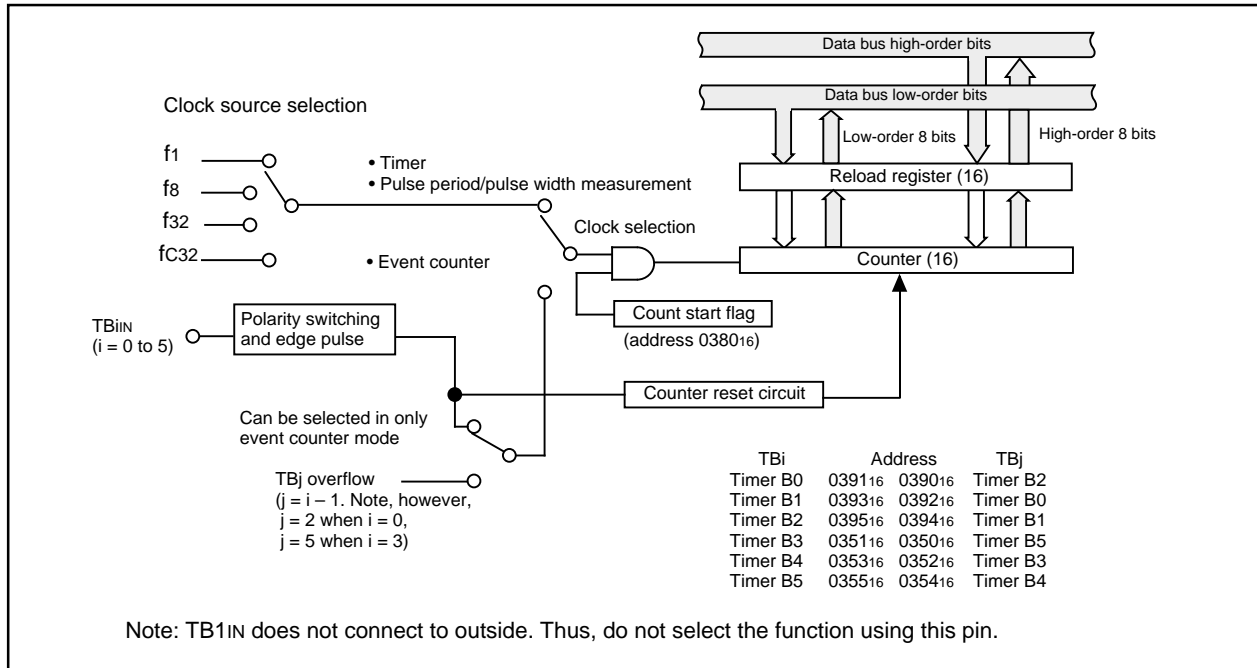 Data bus high-order bits
Data bus low-order bits
Clock source selection
Low-order 8 bits
High-order 8 bits
f1
• Timer
• Pulse period/pulse width measurement
Reload register (16)
f8
f32
Clock selection
fC32
• Event counter
Counter (16)
Count start flag
(address 038016)
TBiIN
(i = 0 to 5)
Polarity switching
and edge pulse
Counter reset circuit
Can be selected in only
event counter mode
TBj overflow
(j = i – 1. Note, however,
j = 2 when i = 0,
j = 5 when i = 3)
TBi Address TBj
Timer B0 039116 039016 Timer B2
Timer B1 039316 039216 Timer B0
Timer B2 039516 039416 Timer B1
Timer B3 035116 035016 Timer B5
Timer B4 035316 035216 Timer B3
Timer B5 035516 035416 Timer B4
Note: TB1IN does not connect to outside. Thus, do not select the function using this pin.